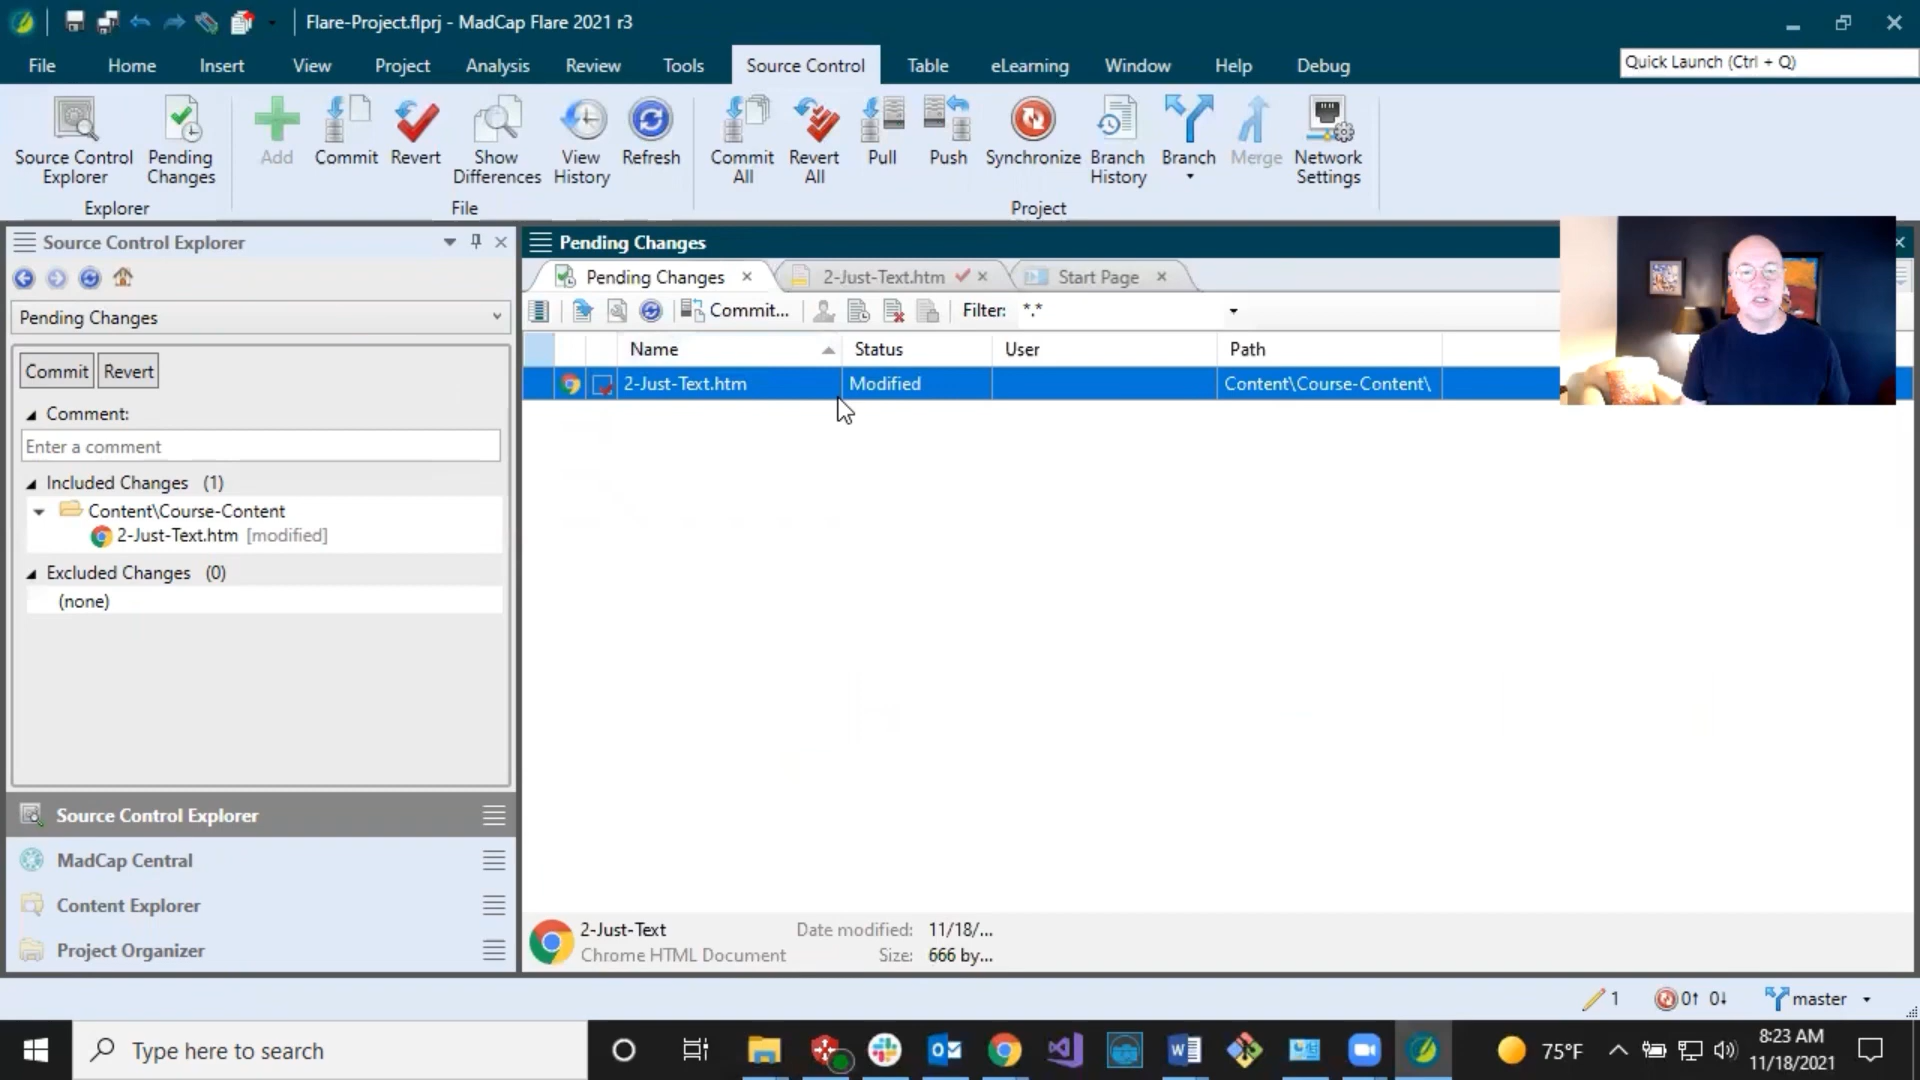 Flare-Project.flprj - MadCap Flare 2021 r3
File Home Insert View Project Analysis Review Tools Source Control Table eLearning Window Help Debug
Quick Launch (Ctrl + Q)
Source Control Explorer
Pending Changes
Add
Commit
Revert
Show Differences
View History
Refresh
Commit All
Revert All
Pull
Push
Synchronize
Branch History
Branch
Merge
Network Settings
Explorer
File
Project
Source Control Explorer
Pending Changes
Commit Revert
Comment:
Enter a comment
Included Changes (1)
Content\Course-Content
2-Just-Text.htm [modified]
Excluded Changes (0)
(none)
Source Control Explorer
MadCap Central
Content Explorer
Project Organizer
Pending Changes
Pending Changes 2-Just-Text.htm Start Page
Commit... Filter: *.*
Name Status User Path
2-Just-Text.htm Modified Content\Course-Content\
2-Just-Text Date modified: 11/18/...
Chrome HTML Document Size: 666 by...
1 0↑ 0↓ master
Type here to search
75°F
8:23 AM
11/18/2021